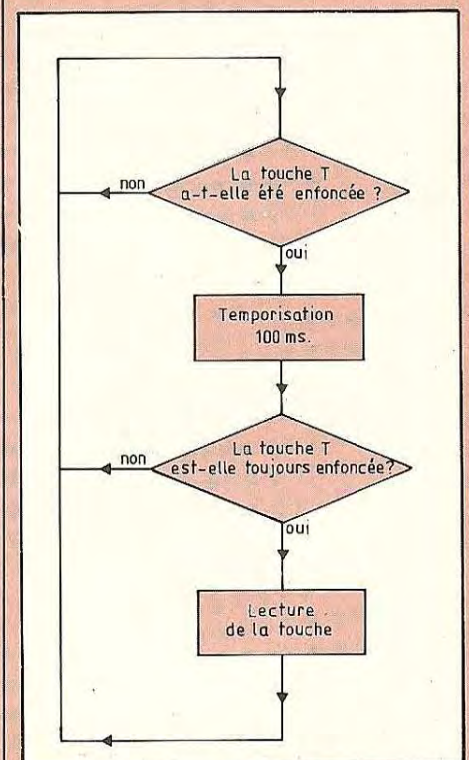 La touche T
a-t-elle été enfoncée ?
non
oui
Temporisation
100 ms.
La touche T
est-elle toujours enfoncée?
non
oui
Lecture
de la touche